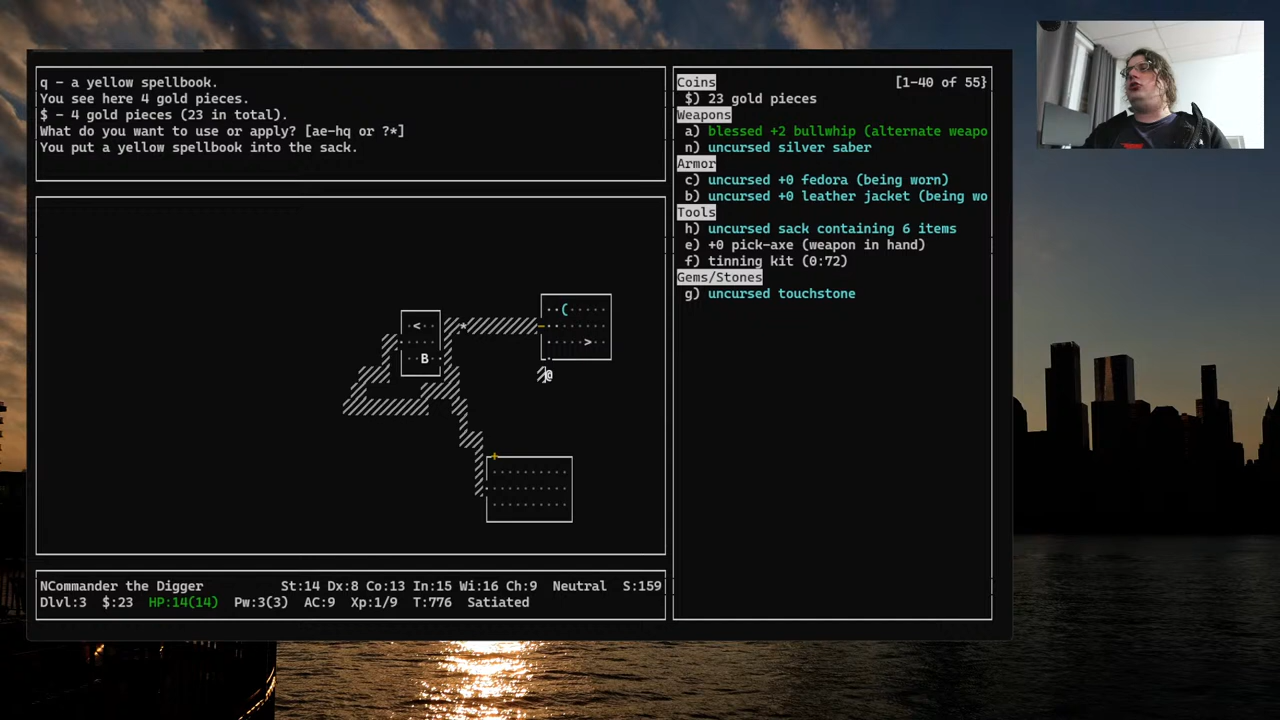 q - a yellow spellbook.
You see here 4 gold pieces.
$ - 4 gold pieces (23 in total).
What do you want to use or apply? [ae-hq or ?*]
You put a yellow spellbook into the sack.
Coins [1-40 of 55}
$) 23 gold pieces
Weapons
a) blessed +2 bullwhip (alternate weapo
n) uncursed silver saber
Armor
c) uncursed +0 fedora (being worn)
b) uncursed +0 leather jacket (being wo
Tools
h) uncursed sack containing 6 items
e) +0 pick-axe (weapon in hand)
f) tinning kit (0:72)
Gems/Stones
g) uncursed touchstone
NCommander the Digger St:14 Dx:8 Co:13 In:15 Wi:16 Ch:9 Neutral S:159
Dlvl:3 $:23 HP:14(14) Pw:3(3) AC:9 Xp:1/9 T:776 Satiated